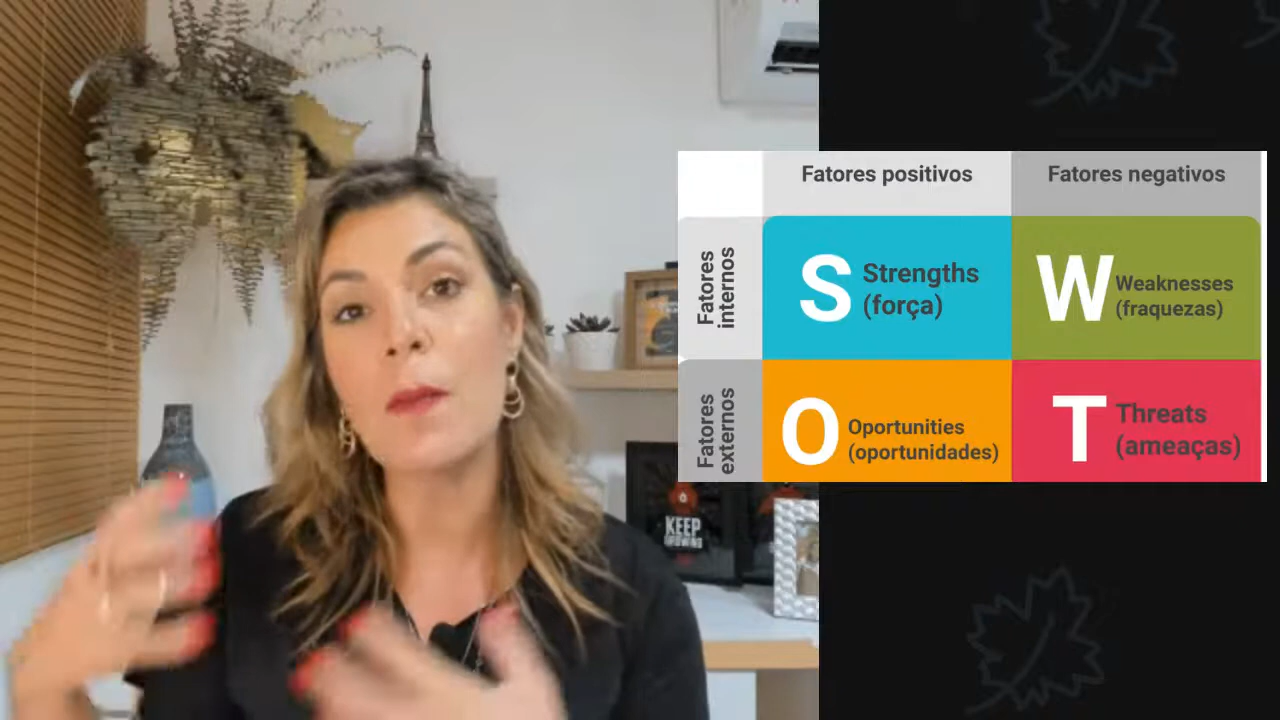 Fatores positivos
Fatores negativos
Fatores
internos
S
Strengths
(força)
W
Weaknesses
(fraquezas)
Fatores
externos
O
Oportunities
(oportunidades)
T
Threats
(ameaças)
KEEP
GROWING